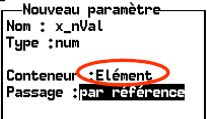 Nouveau paramètre
Nom : x_nVal
Type :num
Conteneur :Elément
Passage :par référence